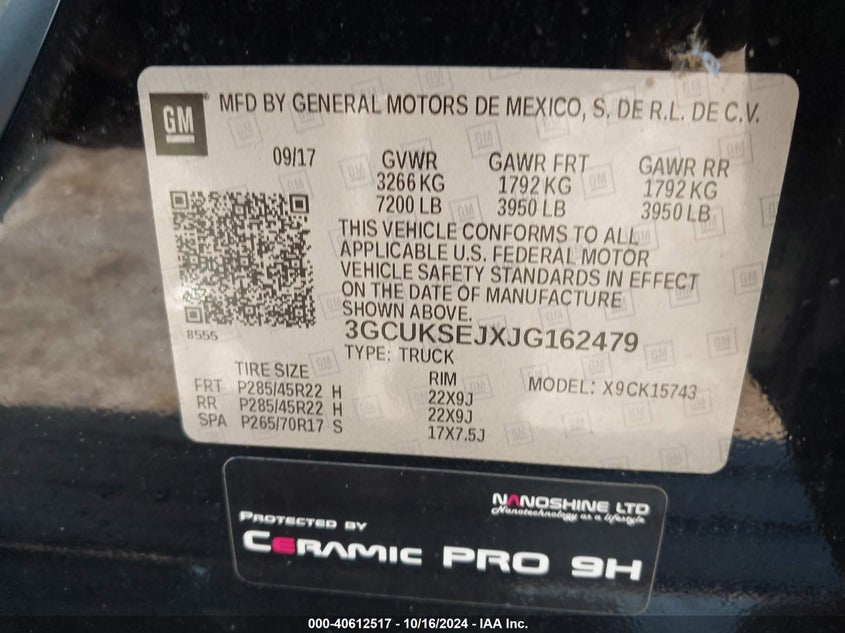 GM
MFD BY GENERAL MOTORS DE MEXICO, S. DE R.L. DE C.V.
09/17 GVWR GAWR FRT GAWR RR
3266 KG 1792 KG 1792 KG
7200 LB 3950 LB 3950 LB
THIS VEHICLE CONFORMS TO ALL
APPLICABLE U.S. FEDERAL MOTOR
VEHICLE SAFETY STANDARDS IN EFFECT
ON THE DATE OF MANUFACTURE
SHOWN ABOVE.
8555
3GCUKSEJXJG162479
TYPE: TRUCK
TIRE SIZE RIM MODEL: X9CK15743
FRT P285/45R22 H 22X9J
RR P285/45R22 H 22X9J
SPA P265/70R17 S 17X7.5J
NANOSHINE LTD
Nanotechnology as a lifestyle
PROTECTED BY
CERAMIC PRO 9H
000-40612517 - 10/16/2024 - IAA Inc.